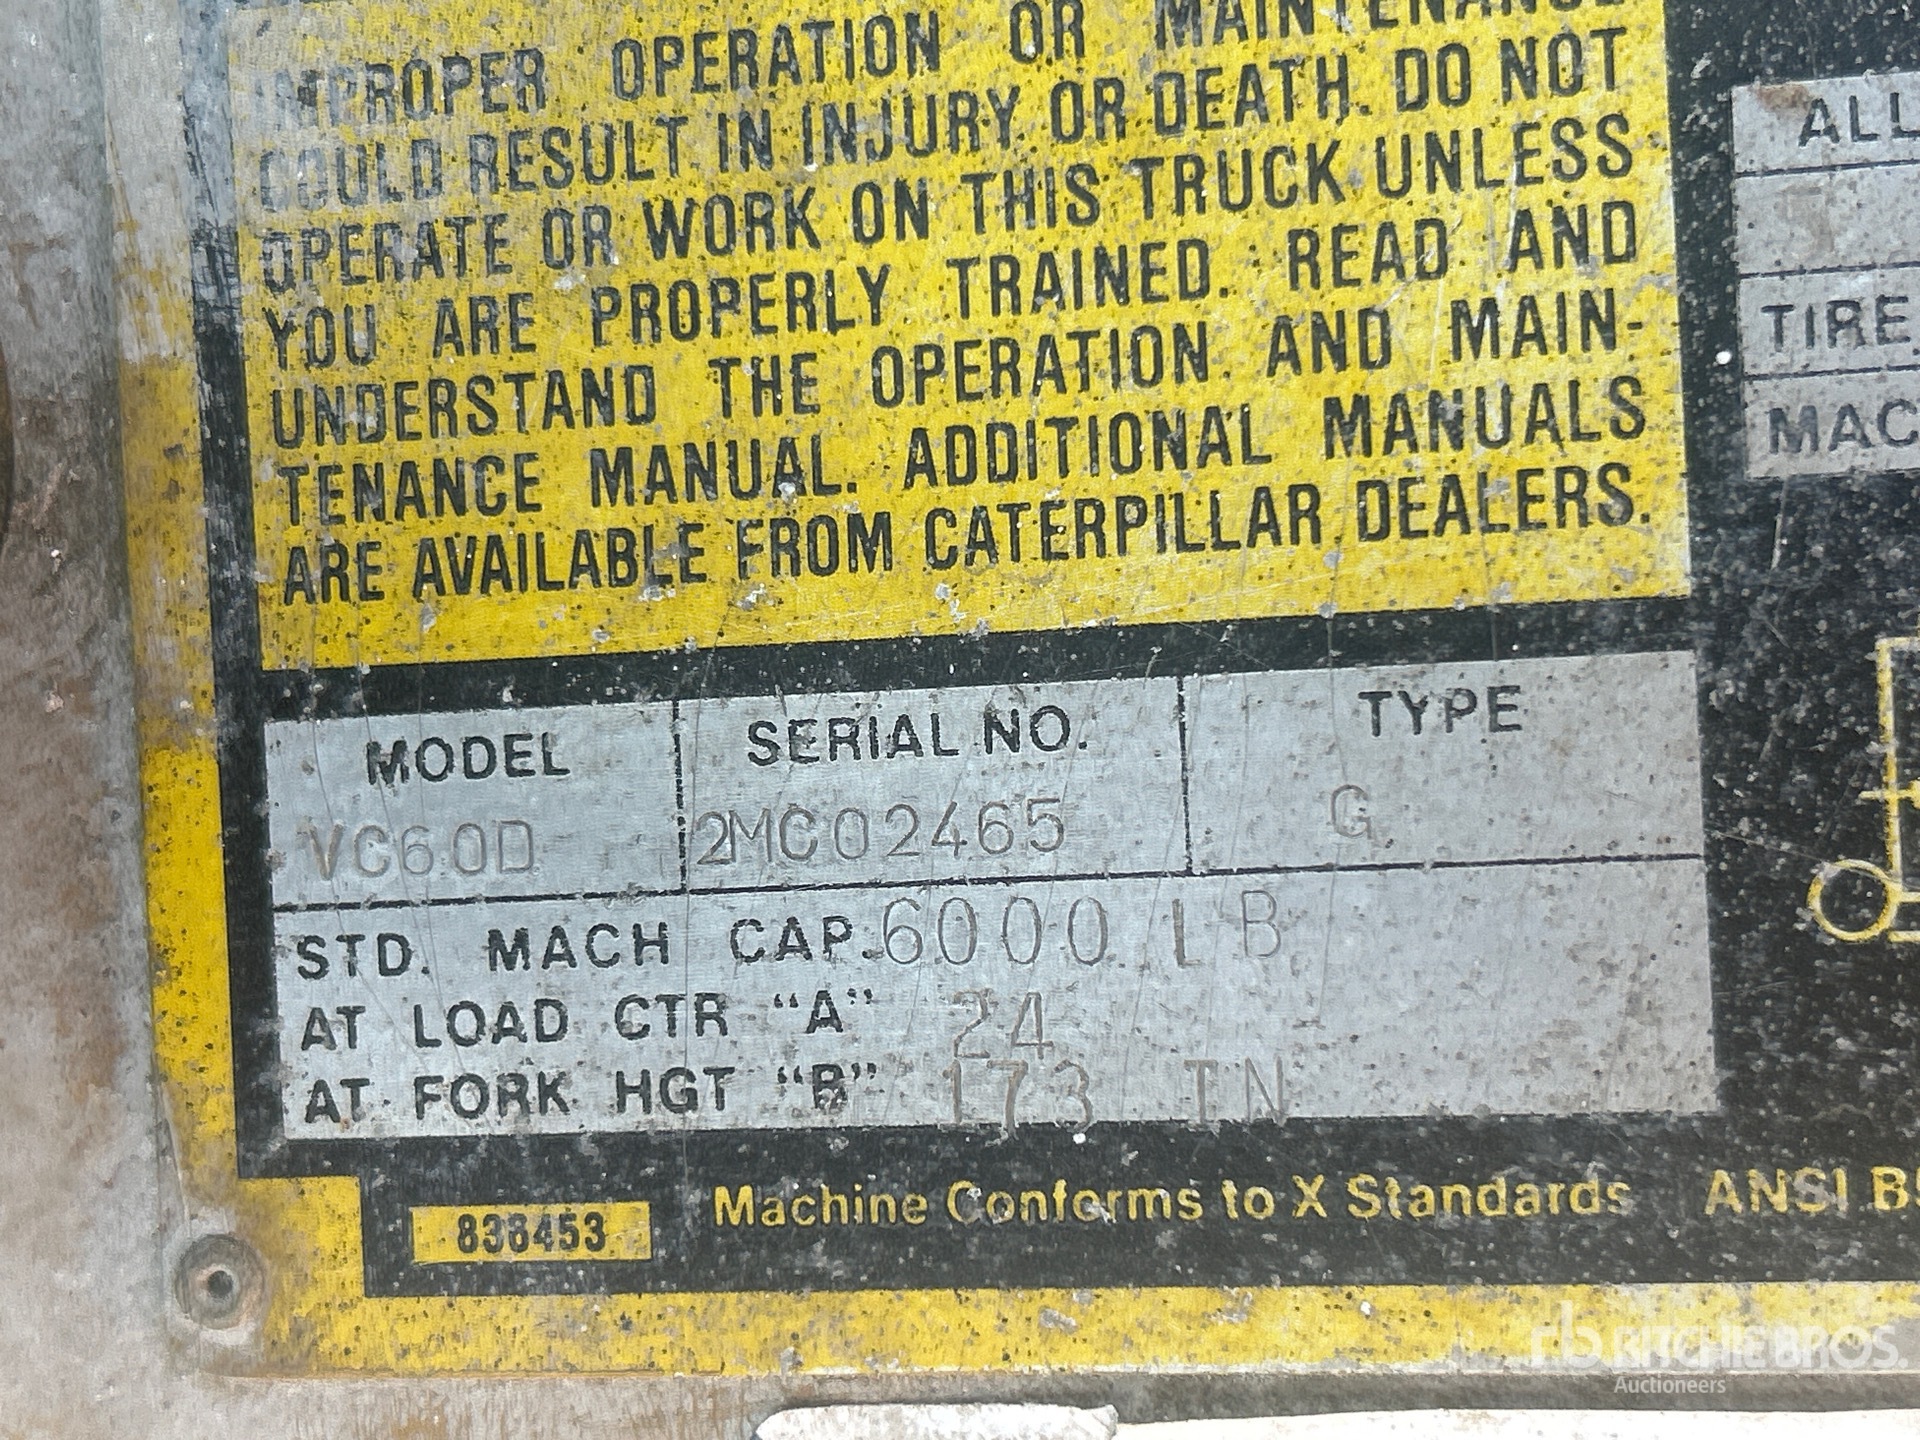 IMPROPER OPERATION OR MAINTENANCE
COULD RESULT IN INJURY OR DEATH. DO NOT
OPERATE OR WORK ON THIS TRUCK UNLESS
YOU ARE PROPERLY TRAINED. READ AND
UNDERSTAND THE OPERATION AND MAIN-
TENANCE MANUAL. ADDITIONAL MANUALS
ARE AVAILABLE FROM CATERPILLAR DEALERS.
MODEL SERIAL NO. TYPE
VC60D 2MC02465 G
STD. MACH CAP. 6000 LB
AT LOAD CTR "A" 24
AT FORK HGT "B" 173 IN
838453 Machine Conforms to X Standards ANSI B
ALL
TIRE
MAC
rb RITCHIE BROS.
Auctioneers